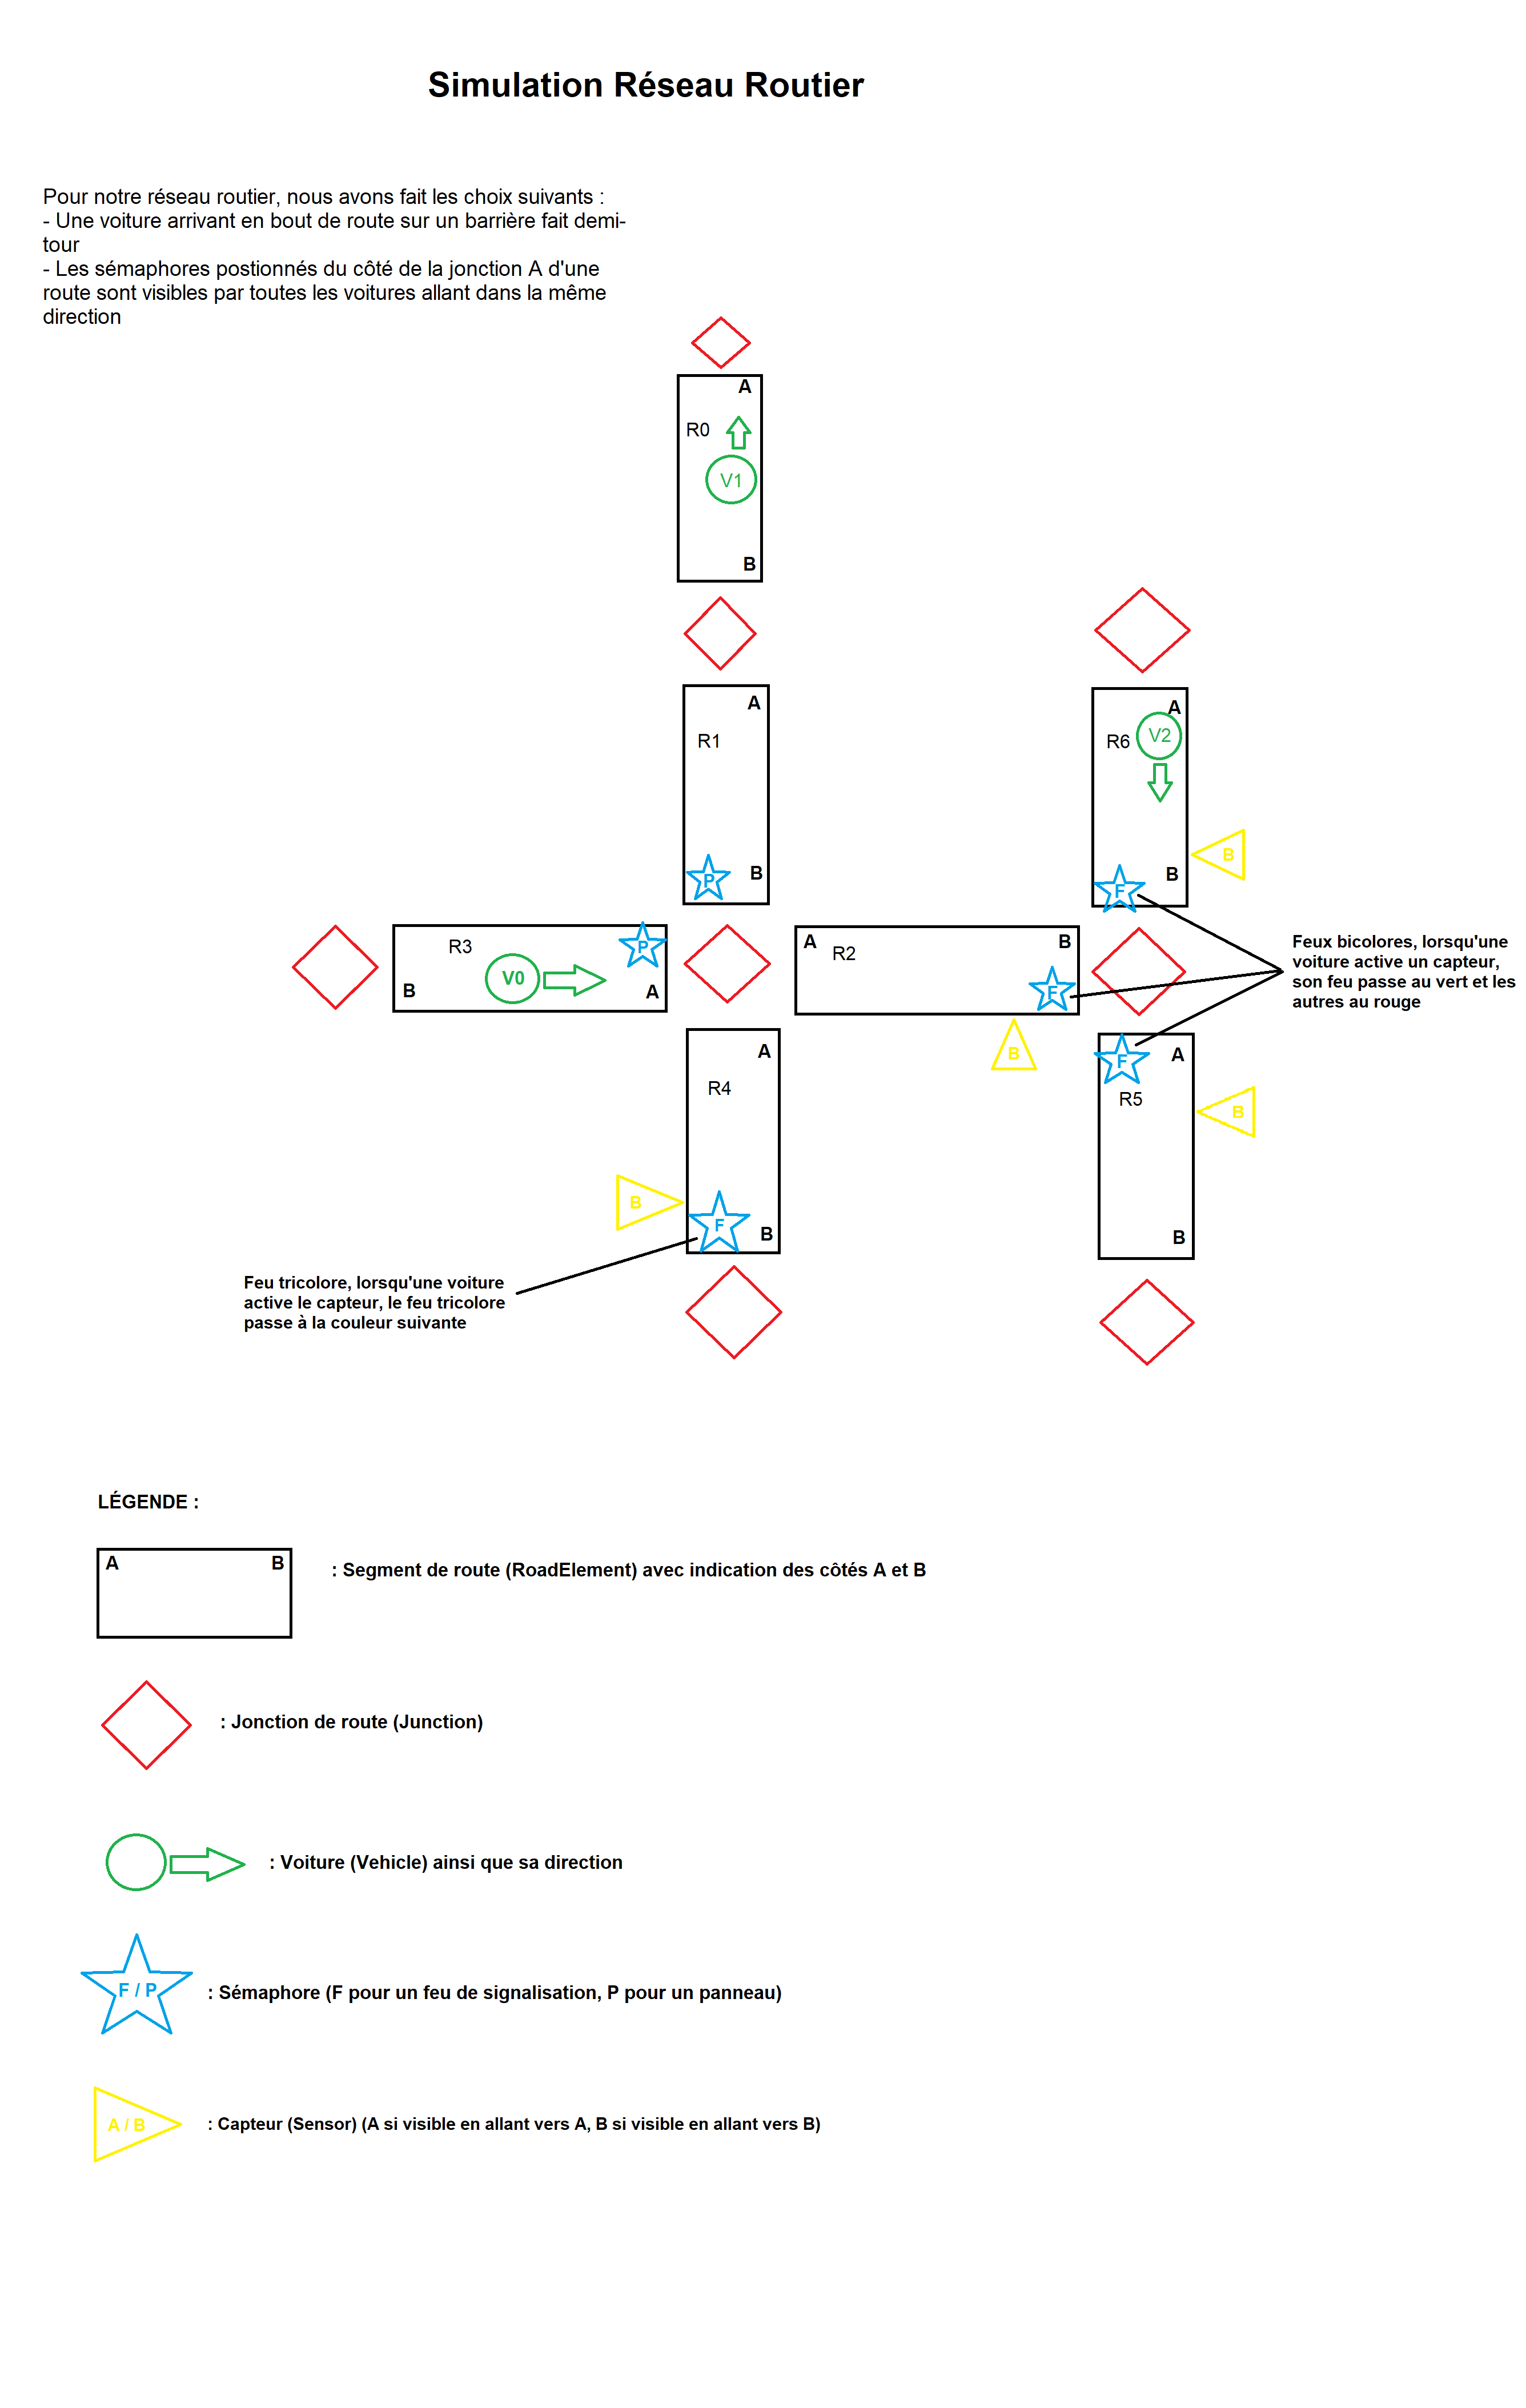 Simulation Réseau Routier
Pour notre réseau routier, nous avons fait les choix suivants :
- Une voiture arrivant en bout de route sur un barrière fait demi-
tour
- Les sémaphores postionnés du côté de la jonction A d'une
route sont visibles par toutes les voitures allant dans la même
direction
A
R0
V1
B
A
R1
P
B
A
R6
V2
B
B
F
R3
P
V0
B
A
A
R2
B
F
B
Feux bicolores, lorsqu'une
voiture active un capteur,
son feu passe au vert et les
autres au rouge
A
R4
B
F
B
F
A
R5
B
B
Feu tricolore, lorsqu'une voiture
active le capteur, le feu tricolore
passe à la couleur suivante
LÉGENDE :
A B
: Segment de route (RoadElement) avec indication des côtés A et B
: Jonction de route (Junction)
: Voiture (Vehicle) ainsi que sa direction
F / P
: Sémaphore (F pour un feu de signalisation, P pour un panneau)
A / B
: Capteur (Sensor) (A si visible en allant vers A, B si visible en allant vers B)